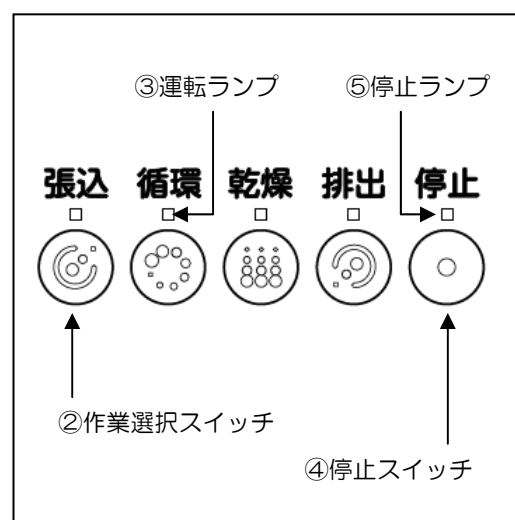 ③運転ランプ ⑤停止ランプ
張込 循環 乾燥 排出 停止
②作業選択スイッチ
④停止スイッチ